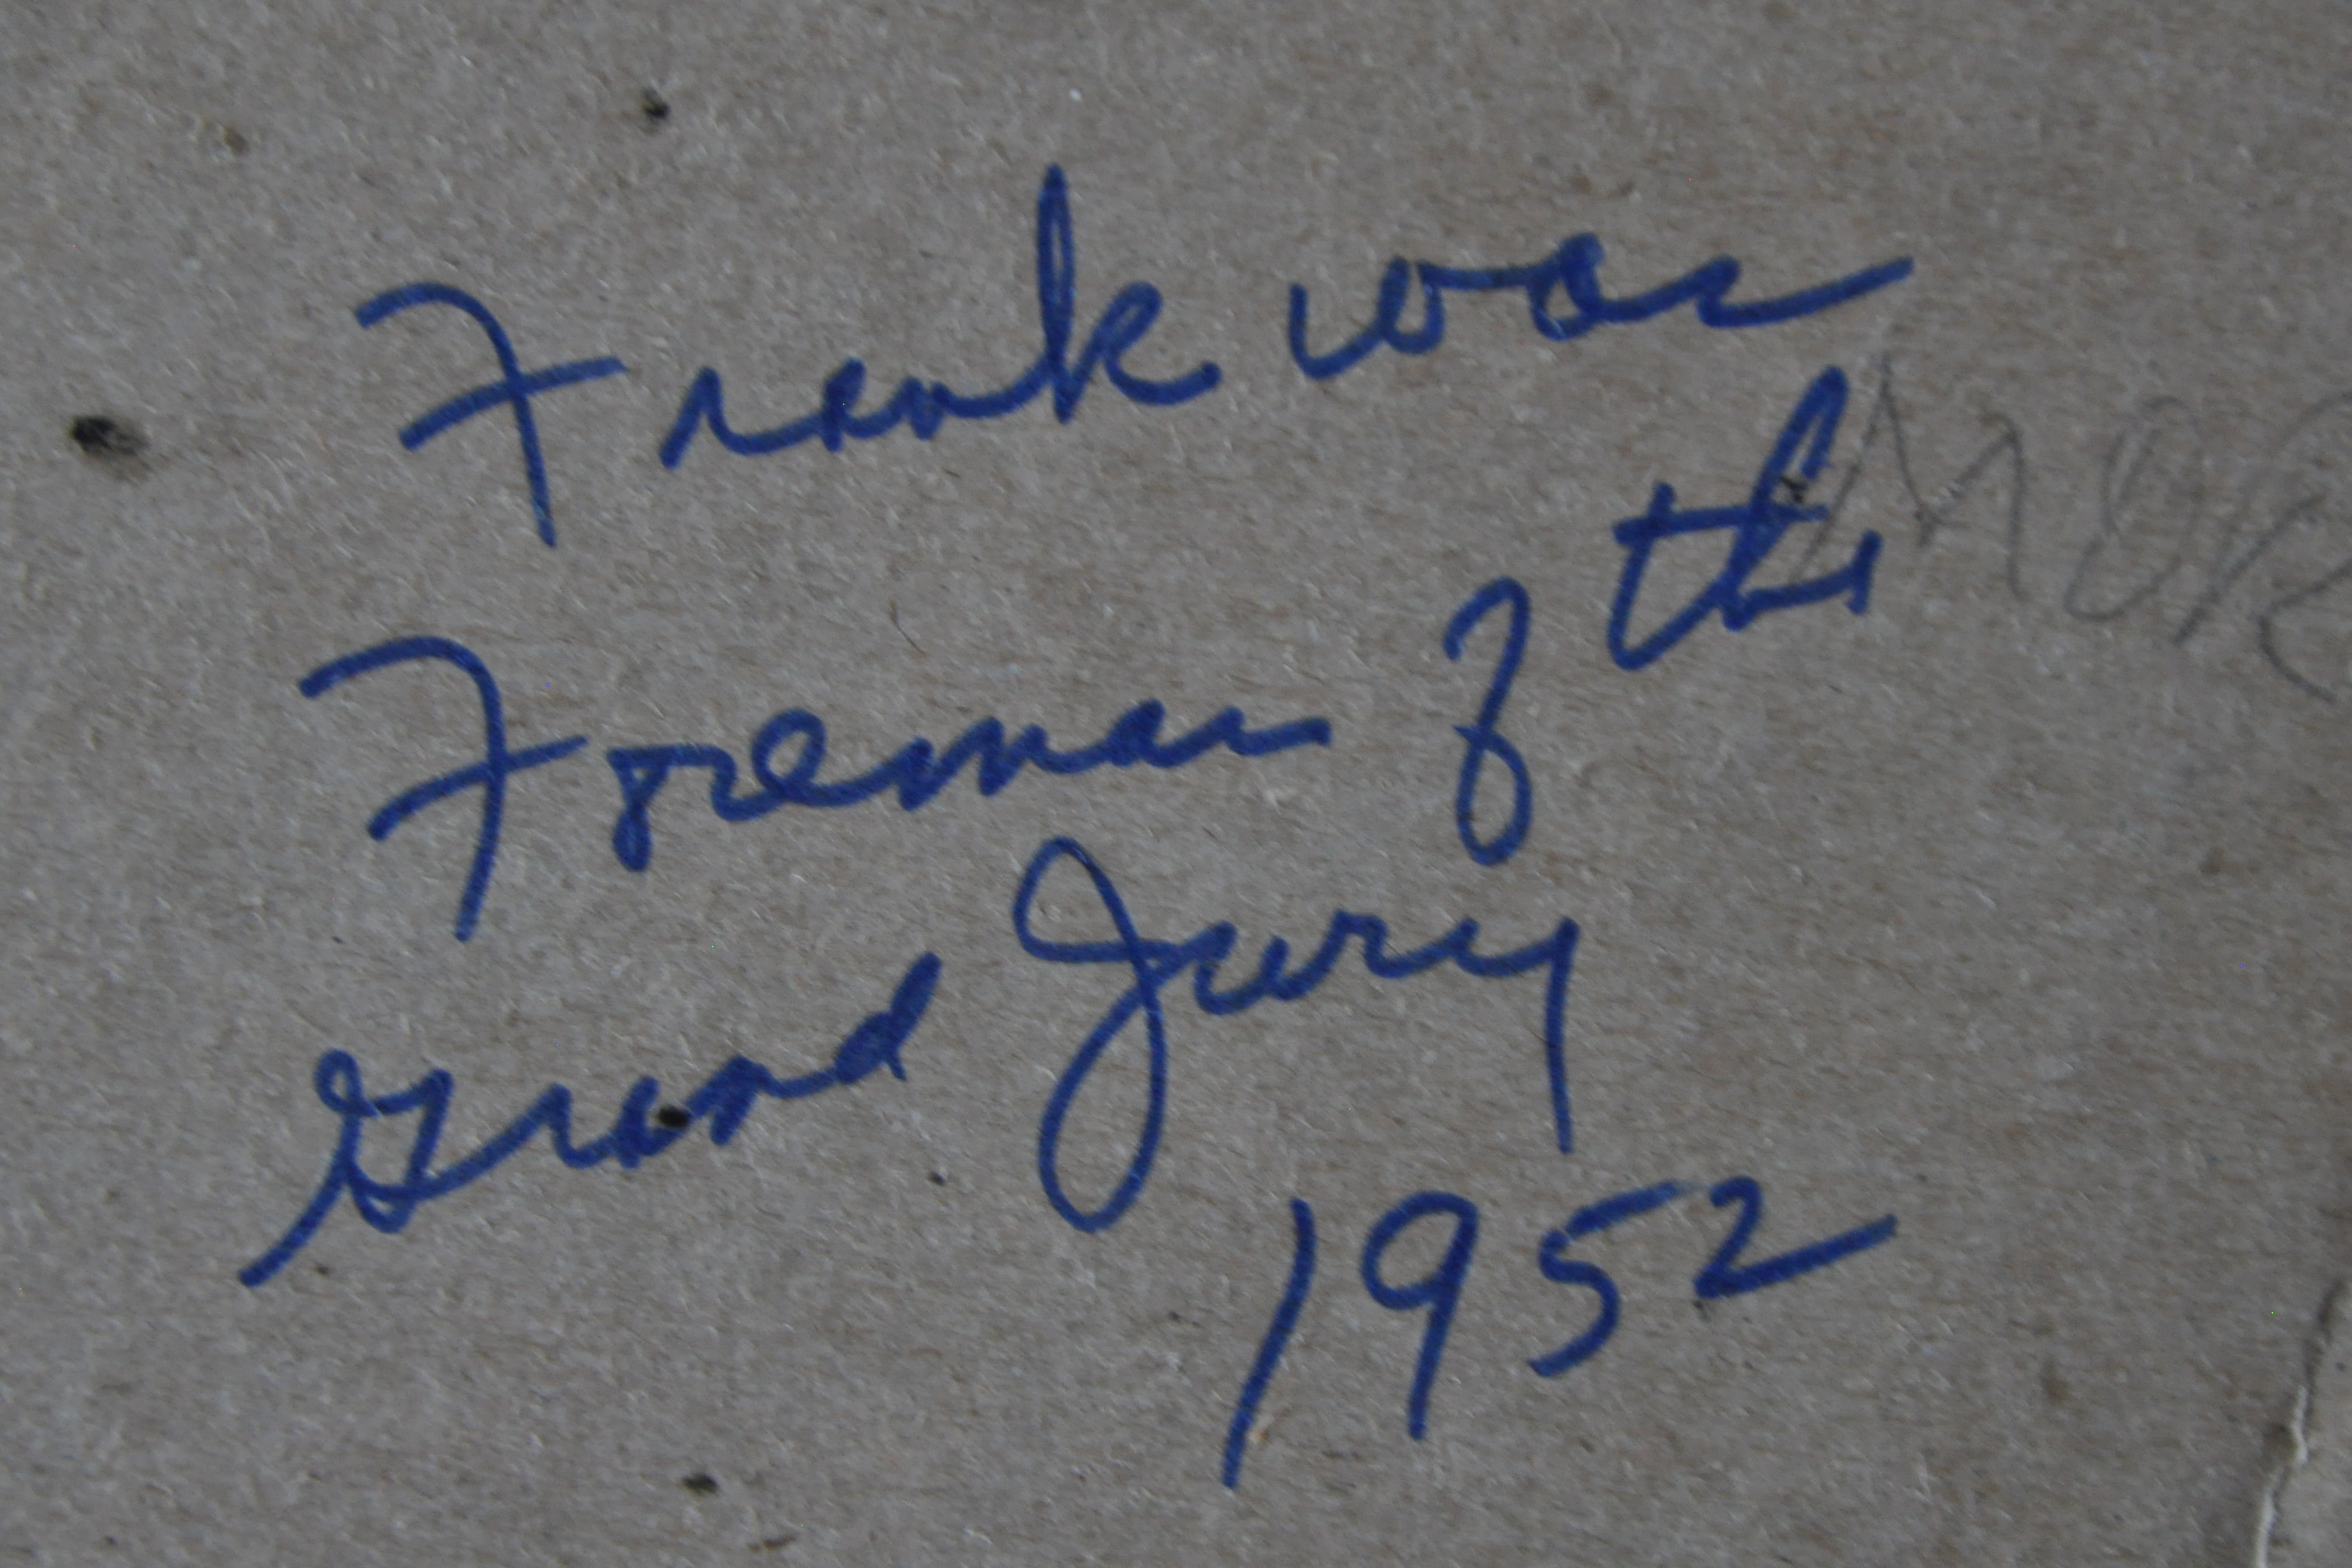 Frank was
Foreman of the
Grand Jury
1952